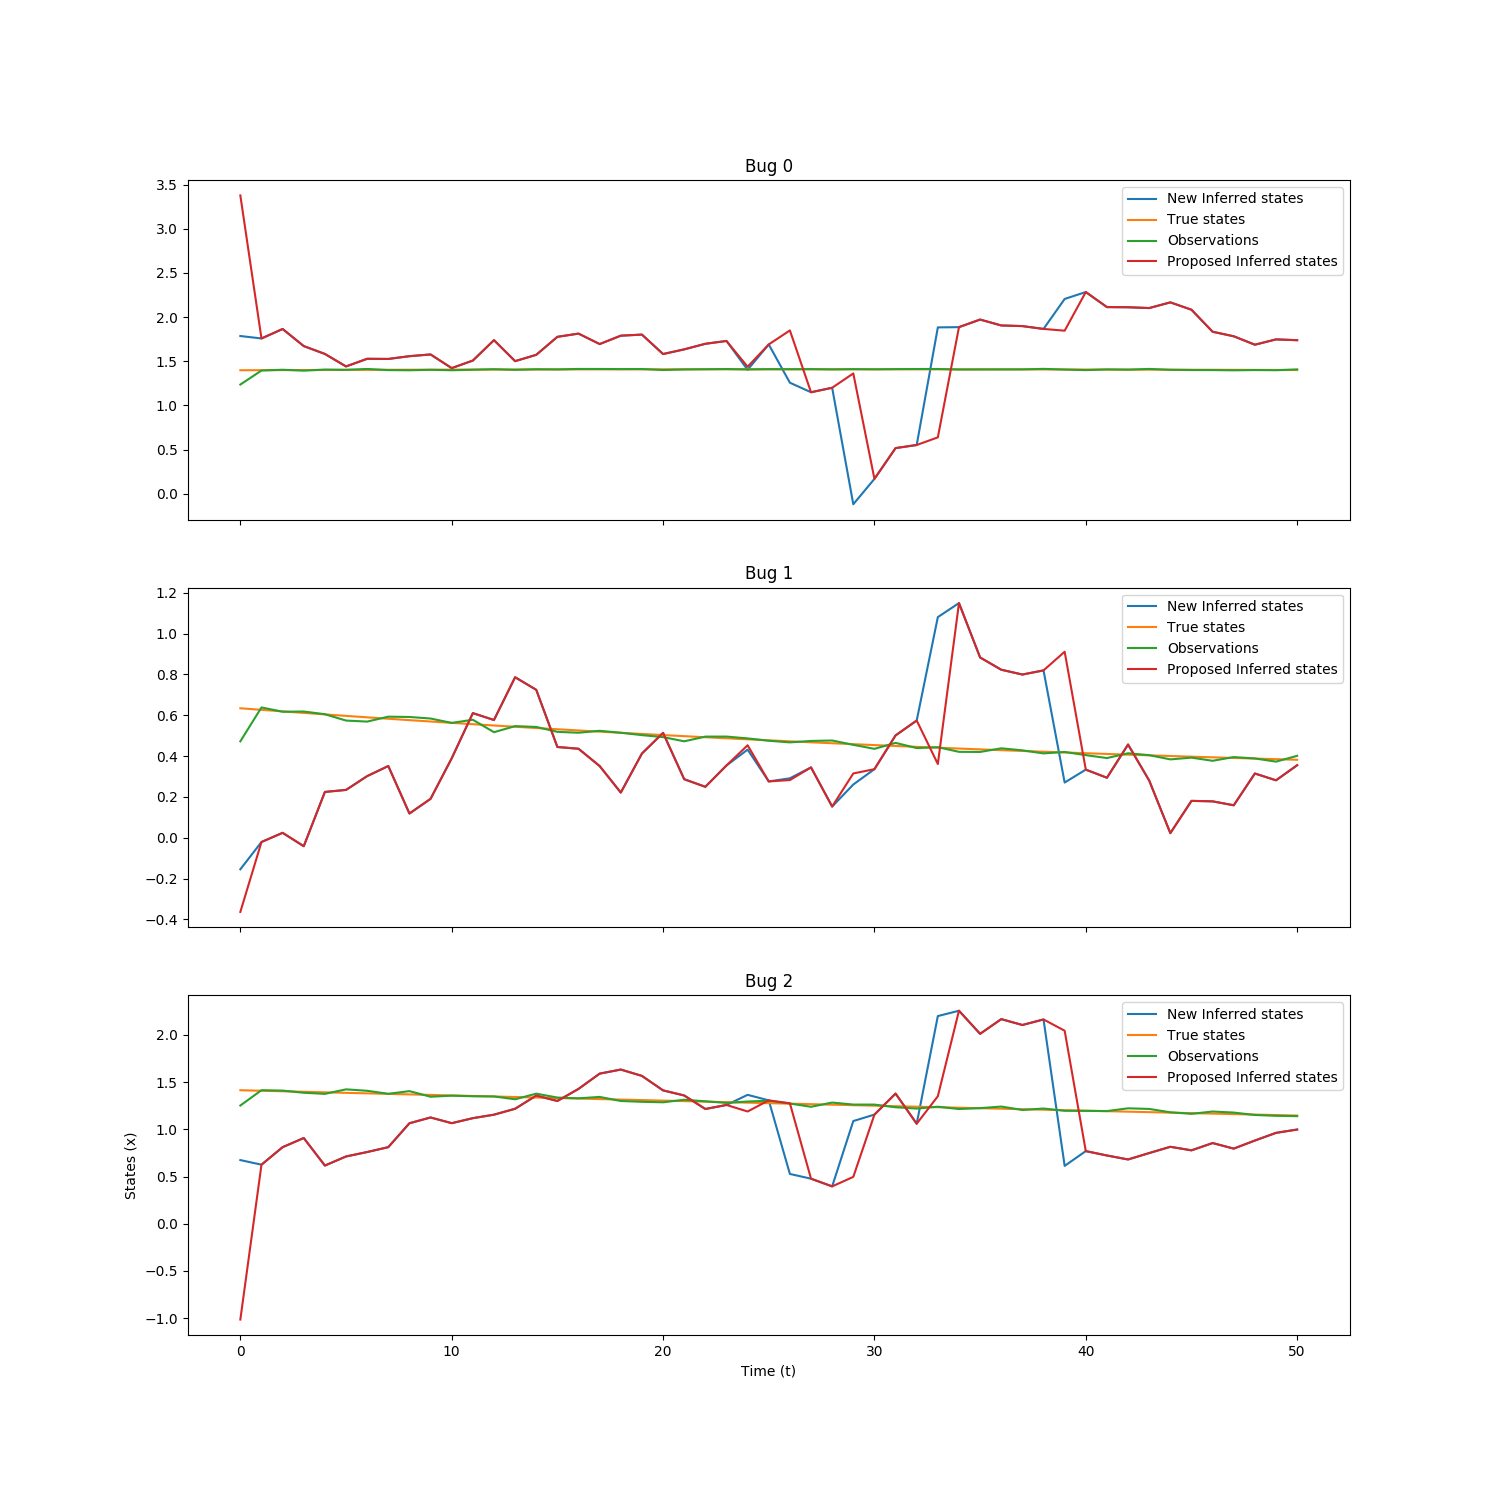 Bug 0
3.5
3.0
2.5
2.0
1.5
1.0
0.5
0.0
New Inferred states
True states
Observations
Proposed Inferred states
Bug 1
1.2
1.0
0.8
0.6
0.4
0.2
0.0
−0.2
−0.4
New Inferred states
True states
Observations
Proposed Inferred states
Bug 2
States (x)
2.0
1.5
1.0
0.5
0.0
−0.5
−1.0
New Inferred states
True states
Observations
Proposed Inferred states
0 10 20 30 40 50
Time (t)